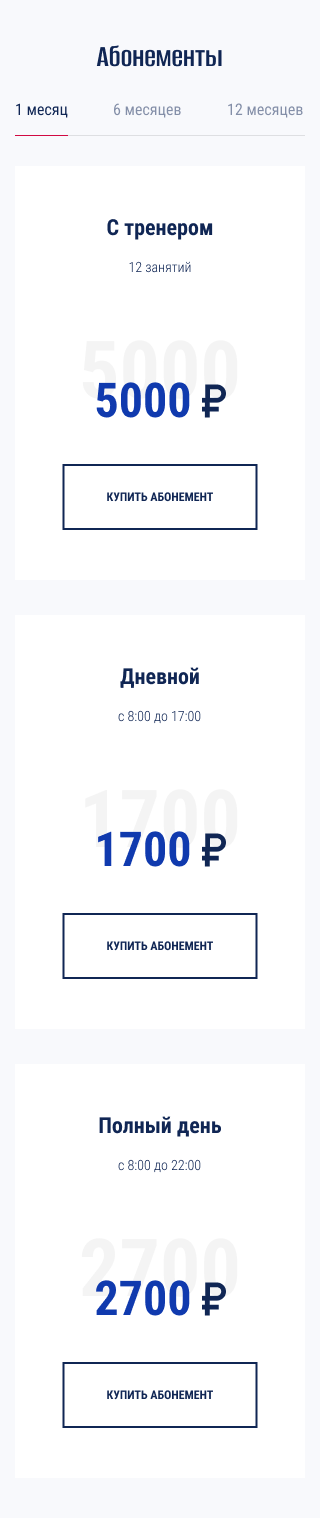 Абонементы
1 месяц 6 месяцев 12 месяцев
С тренером
12 занятий
5000
5000 ₽
КУПИТЬ АБОНЕМЕНТ
Дневной
с 8:00 до 17:00
1700
1700 ₽
КУПИТЬ АБОНЕМЕНТ
Полный день
с 8:00 до 22:00
2700
2700 ₽
КУПИТЬ АБОНЕМЕНТ